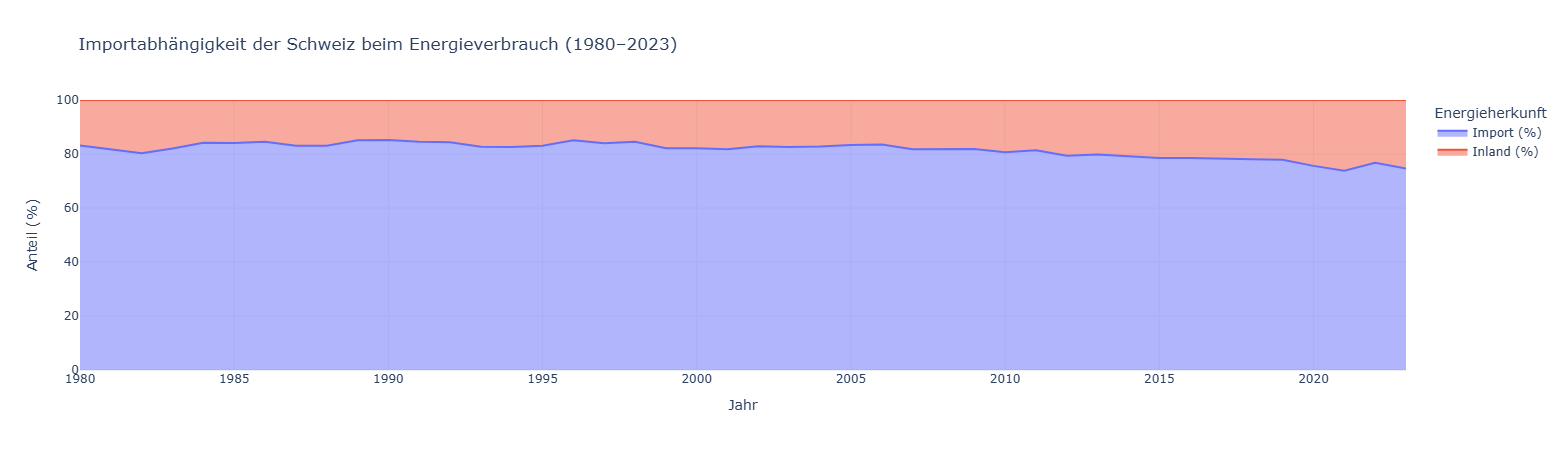 Importabhängigkeit der Schweiz beim Energieverbrauch (1980–2023)
Anteil (%)
100
80
60
40
20
0
1980 1985 1990 1995 2000 2005 2010 2015 2020
Jahr
Energieherkunft
Import (%)
Inland (%)